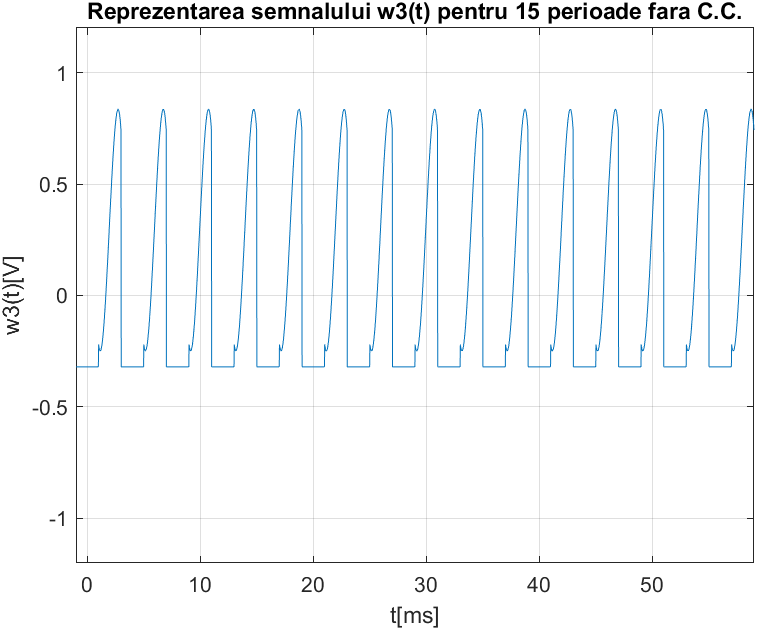 Reprezentarea semnalului w3(t) pentru 15 perioade fara C.C.
1
0.5
0
-0.5
-1
w3(t)[V]
0 10 20 30 40 50
t[ms]